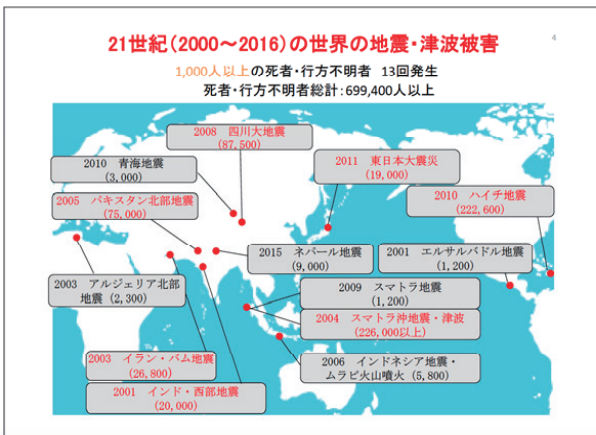 4
21世紀(2000～2016)の世界の地震・津波被害
1,000人以上の死者・行方不明者 13回発生
死者・行方不明者総計:699,400人以上
2008 四川大地震
(87,500)
2010 青海地震
(3,000)
2011 東日本大震災
(19,000)
2005 パキスタン北部地震
(75,000)
2010 ハイチ地震
(222,600)
2015 ネパール地震
(9,000)
2001 エルサルバドル地震
(1,200)
2003 アルジェリア北部
地震 (2,300)
2009 スマトラ地震
(1,200)
2004 スマトラ沖地震・津波
(226,000以上)
2003 イラン・バム地震
(26,800)
2006 インドネシア地震・
ムラピ火山噴火 (5,800)
2001 インド・西部地震
(20,000)